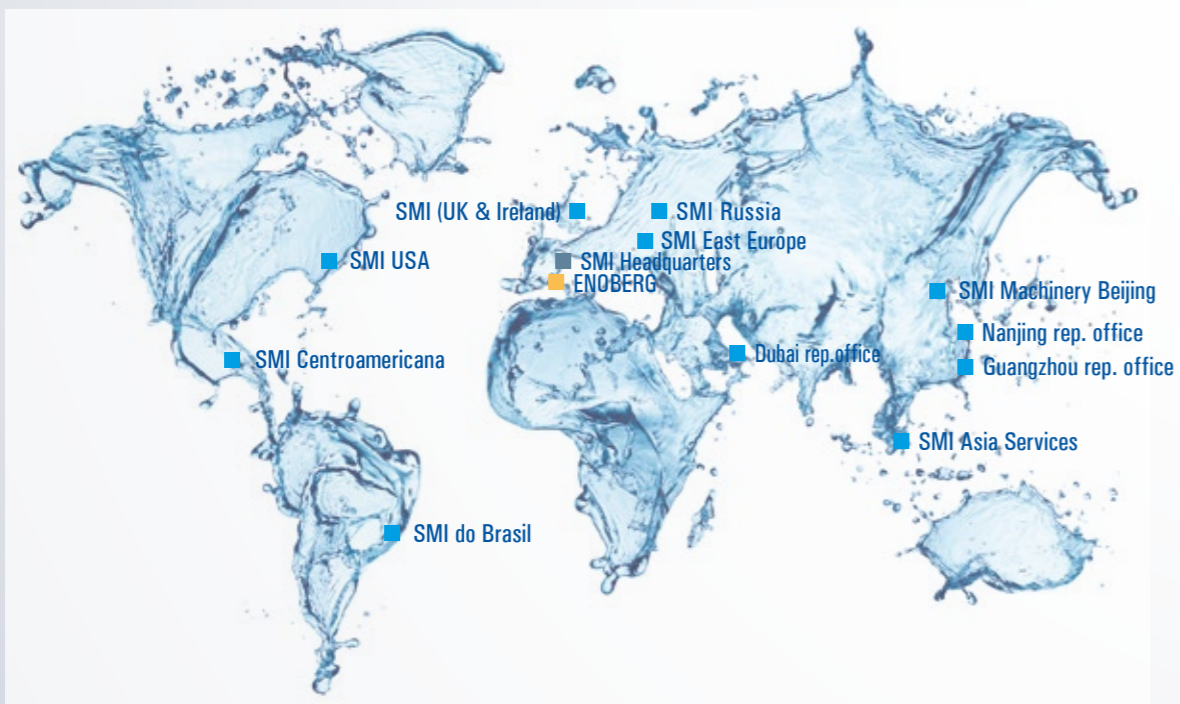 SMI (UK & Ireland)
SMI Russia
SMI East Europe
SMI USA
SMI Headquarters
ENOBERG
SMI Machinery Beijing
Nanjing rep. office
Dubai rep.office
SMI Centroamericana
Guangzhou rep. office
SMI Asia Services
SMI do Brasil